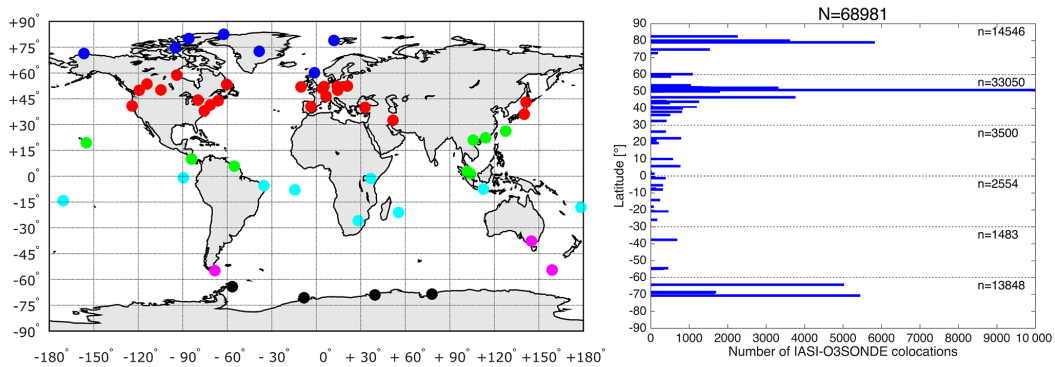 +90°
+75°
+60°
+45°
+30°
+15°
0°
-15°
-30°
-45°
-60°
-75°
-90°
-180° -150° -120° - 90° - 60° - 30° 0° + 30° + 60° + 90° +120° +150° +180°
N=68981
Latitude [°]
90
80
70
60
50
40
30
20
10
0
-10
-20
-30
-40
-50
-60
-70
-80
-90
n=14546
n=33050
n=3500
n=2554
n=1483
n=13848
0 1000 2000 3000 4000 5000 6000 7000 8000 9000 10 000
Number of IASI-O3SONDE colocations